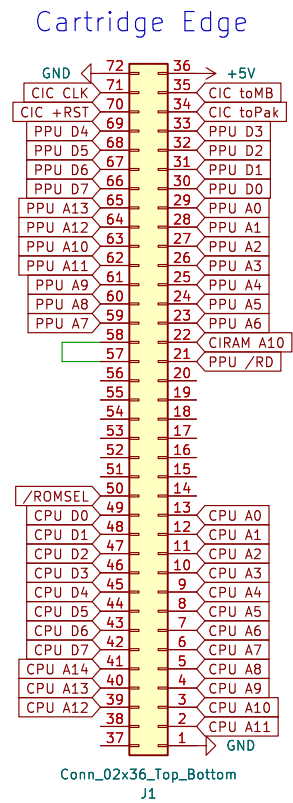 Cartridge Edge
GND 72 36 +5V
CIC CLK 71 35 CIC toMB
CIC +RST 70 34 CIC toPak
PPU D4 69 33 PPU D3
PPU D5 68 32 PPU D2
PPU D6 67 31 PPU D1
PPU D7 66 30 PPU D0
PPU A13 65 29 PPU A0
PPU A12 64 28 PPU A1
PPU A10 63 27 PPU A2
PPU A11 62 26 PPU A3
PPU A9 61 25 PPU A4
PPU A8 60 24 PPU A5
PPU A7 59 23 PPU A6
58 22 CIRAM A10
57 21 PPU /RD
56 20
55 19
54 18
53 17
52 16
51 15
/ROMSEL 50 14
CPU D0 49 13 CPU A0
CPU D1 48 12 CPU A1
CPU D2 47 11 CPU A2
CPU D3 46 10 CPU A3
CPU D4 45 9 CPU A4
CPU D5 44 8 CPU A5
CPU D6 43 7 CPU A6
CPU D7 42 6 CPU A7
CPU A14 41 5 CPU A8
CPU A13 40 4 CPU A9
CPU A12 39 3 CPU A10
38 2 CPU A11
37 1 GND
Conn_02x36_Top_Bottom
J1